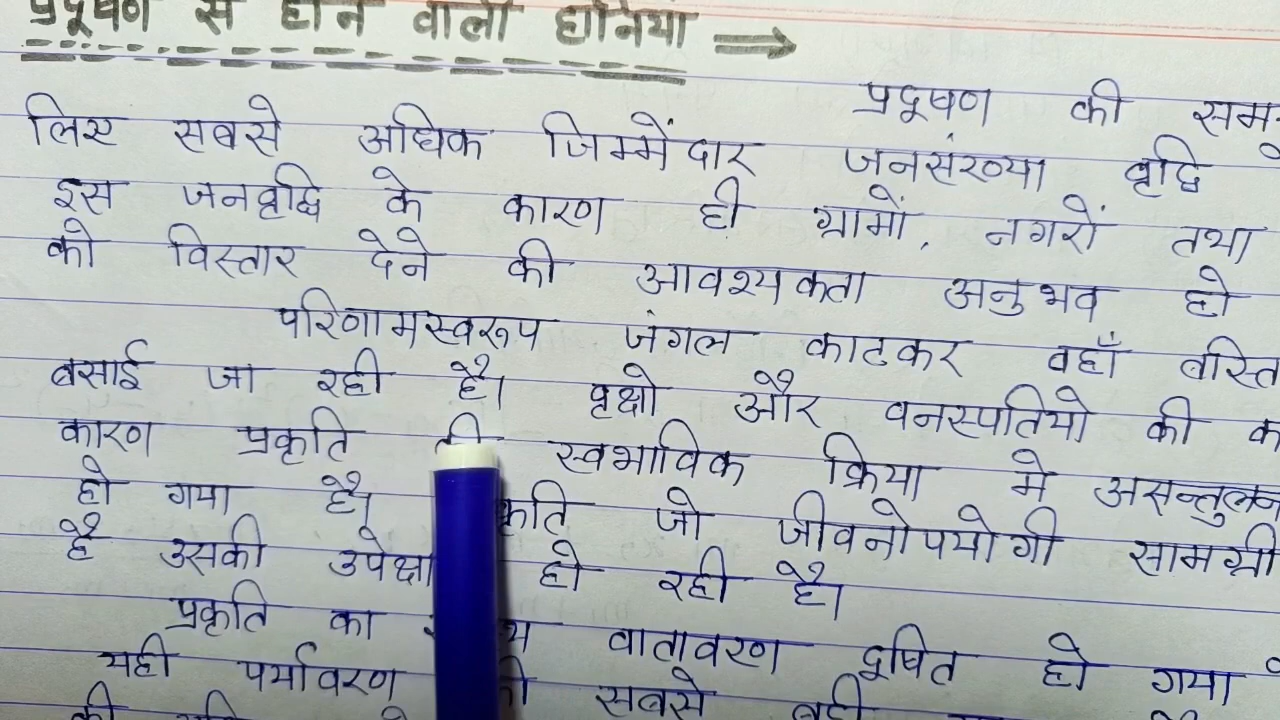 प्रदूषण से होने वाली हानियाँ ⇒
प्रदूषण की
लिए सबसे अधिक जिम्मेंदार जनसंख्या वृद्धि
इस जनवृद्धि के कारण ही ग्रामों, नगरों तथा
को विस्तार देने की आवश्यकता अनुभव हो
परिणामस्वरूप जंगल काटकर वहाँ
बसाई जा रही है। वृक्षो और वनस्पतियो की
कारण प्रकृति स्वभाविक क्रिया मे असन्तुलन
हो गया है। जो जीवनोपयोगी सामग्री
है उसकी उपेक्षा हो रही है।
प्रकृति का वातावरण दूषित हो गया
यही पर्यावरण सबसे बड़ी
की